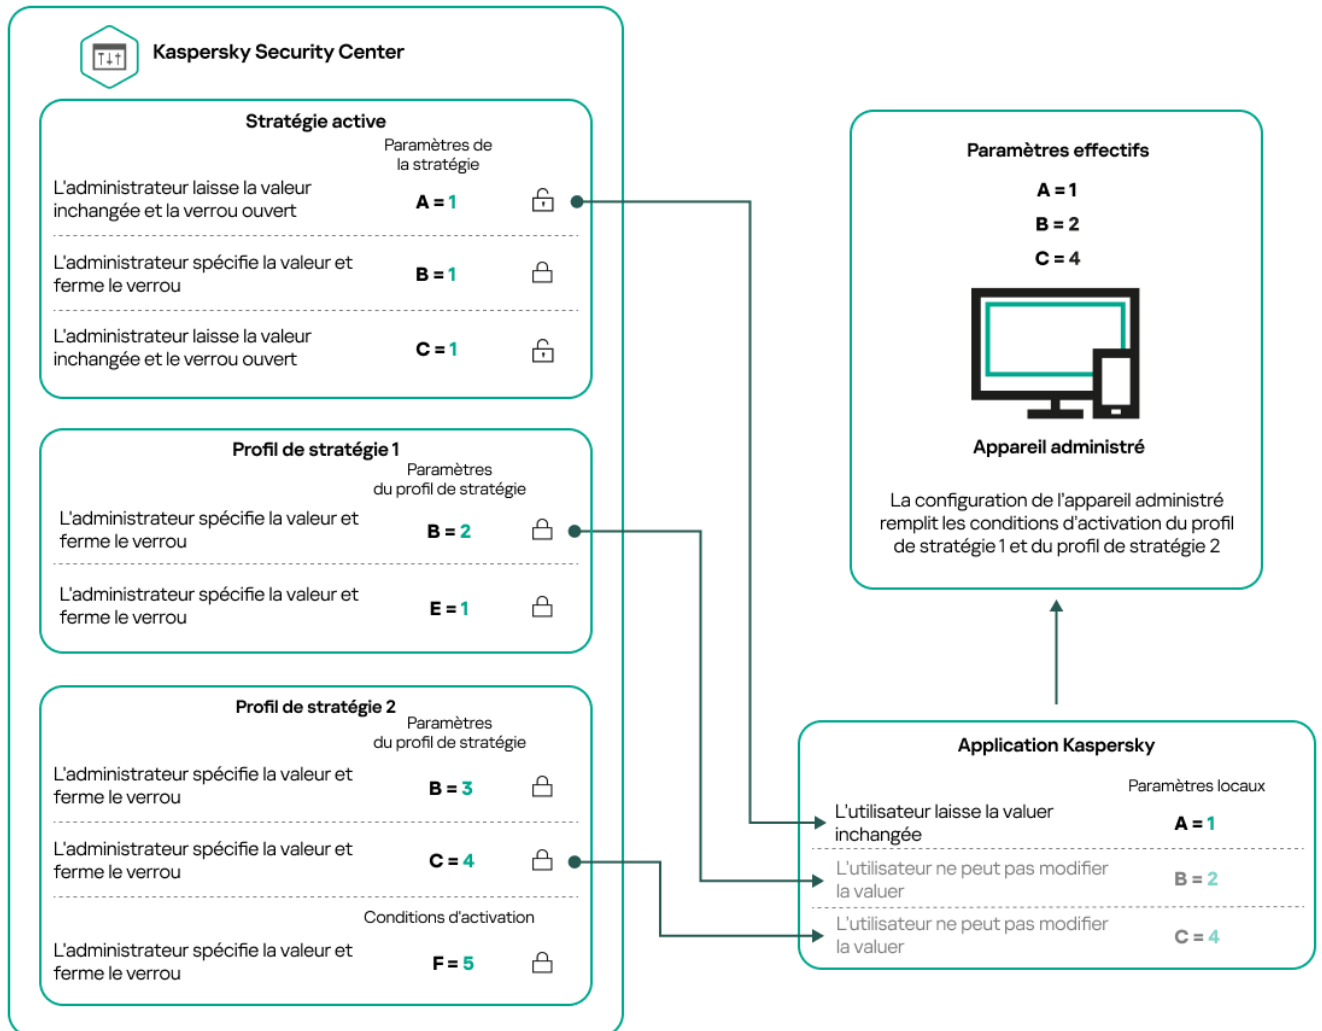 Kaspersky Security Center
Stratégie active
Paramètres de
la stratégie
L'administrateur laisse la valeur
inchangée et la verrou ouvert
A = 1
L'administrateur spécifie la valeur et
ferme le verrou
B = 1
L'administrateur laisse la valeur
inchangée et le verrou ouvert
C = 1
Profil de stratégie 1
Paramètres
du profil de stratégie
L'administrateur spécifie la valeur et
ferme le verrou
B = 2
L'administrateur spécifie la valeur et
ferme le verrou
E = 1
Profil de stratégie 2
Paramètres
du profil de stratégie
L'administrateur spécifie la valeur et
ferme le verrou
B = 3
L'administrateur spécifie la valeur et
ferme le verrou
C = 4
Conditions d'activation
L'administrateur spécifie la valeur et
ferme le verrou
F = 5
Paramètres effectifs
A = 1
B = 2
C = 4
Appareil administré
La configuration de l'appareil administré
remplit les conditions d'activation du profil
de stratégie 1 et du profil de stratégie 2
Application Kaspersky
Paramètres locaux
L'utilisateur laisse la valuer
inchangée
A = 1
L'utilisateur ne peut pas modifier
la valuer
B = 2
L'utilisateur ne peut pas modifier
la valuer
C = 4